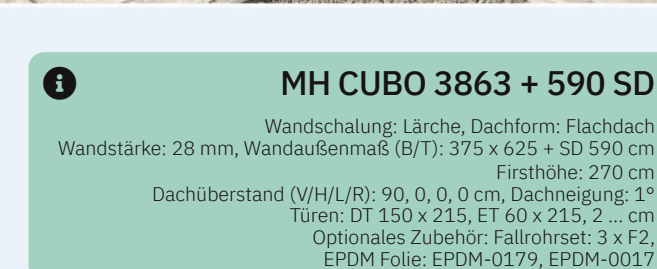 MH CUBO 3863 + 590 SD
Wandschalung: Lärche, Dachform: Flachdach
Wandstärke: 28 mm, Wandaußenmaß (B/T): 375 x 625 + SD 590 cm
Firsthöhe: 270 cm
Dachüberstand (V/H/L/R): 90, 0, 0, 0 cm, Dachneigung: 1°
Türen: DT 150 x 215, ET 60 x 215, 2 ... cm
Optionales Zubehör: Fallrohrset: 3 x F2,
EPDM Folie: EPDM-0179, EPDM-0017